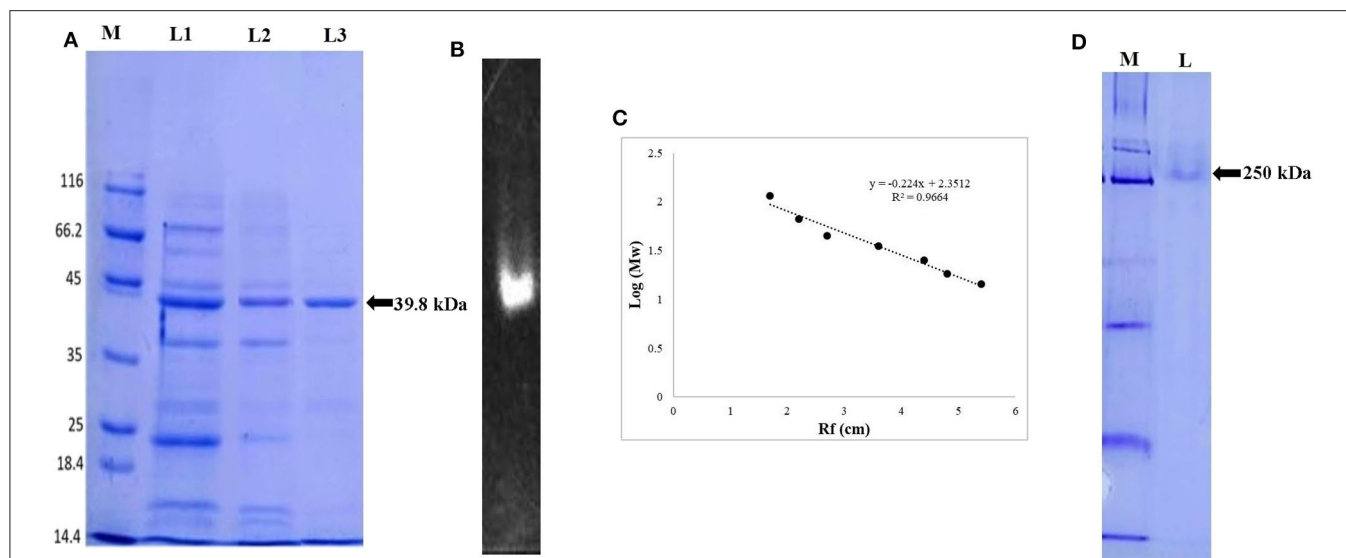 A
M L1 L2 L3
116
66.2
45
35
25
18.4
14.4
39.8 kDa
B
C
2.5
2
1.5
1
0.5
0
0 1 2 3 4 5 6
Log (Mw)
Rf (cm)
y = -0.224x + 2.3512
R² = 0.9664
D
M L
250 kDa